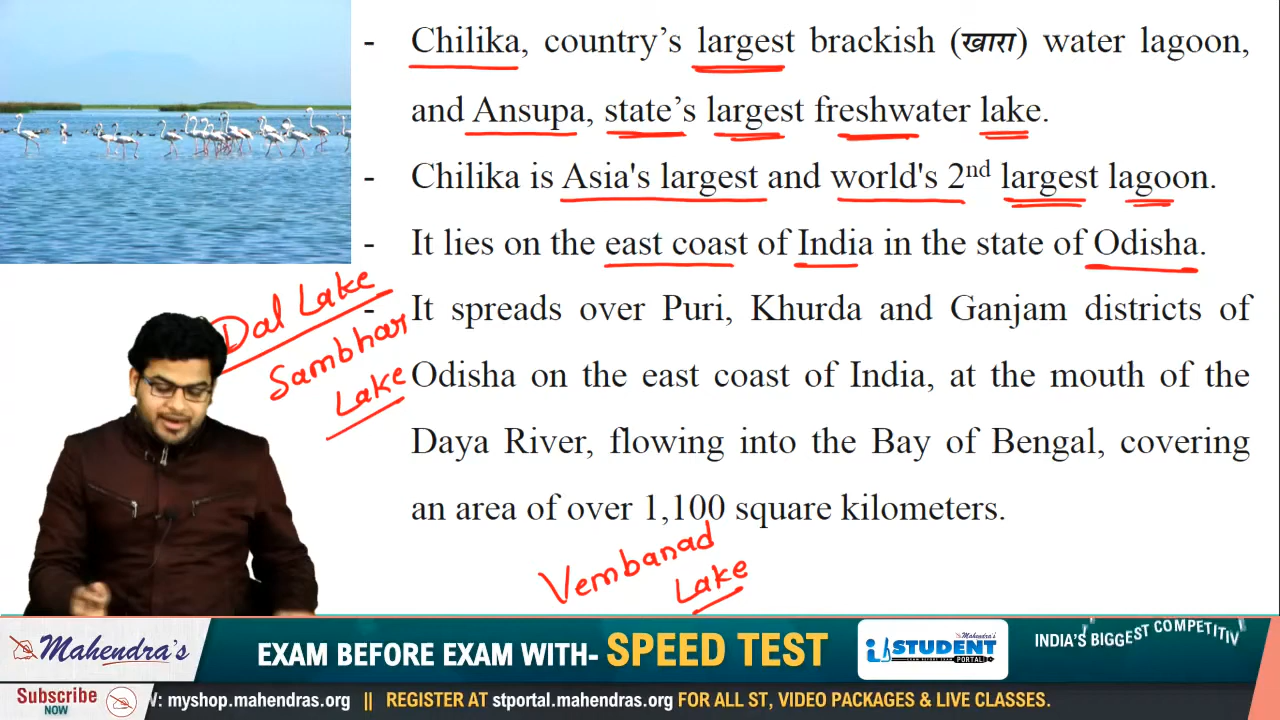 - Chilika, country's largest brackish (खारा) water lagoon,
and Ansupa, state's largest freshwater lake.
- Chilika is Asia's largest and world's 2nd largest lagoon.
- It lies on the east coast of India in the state of Odisha.
- It spreads over Puri, Khurda and Ganjam districts of
Odisha on the east coast of India, at the mouth of the
Daya River, flowing into the Bay of Bengal, covering
an area of over 1,100 square kilometers.
Dal Lake
Sambhar
Lake
Vembanad
Lake
Mahendra's
EXAM BEFORE EXAM WITH- SPEED TEST
Mahendra's
STUDENT
PORTAL
INDIA'S BIGGEST COMPETITIV
Subscribe
NOW
W: myshop.mahendras.org || REGISTER AT stportal.mahendras.org FOR ALL ST, VIDEO PACKAGES & LIVE CLASSES.